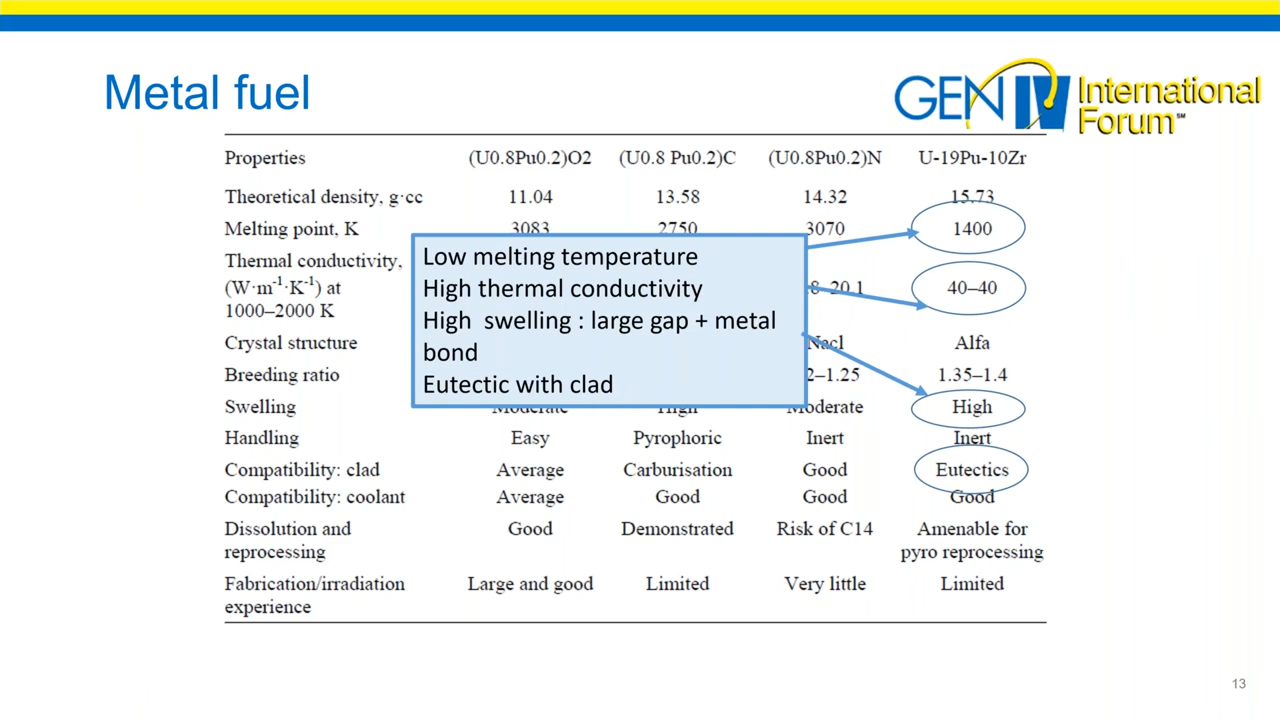 Metal fuel
GEN IV International Forum SM
Properties (U0.8Pu0.2)O2 (U0.8 Pu0.2)C (U0.8Pu0.2)N U-19Pu-10Zr
Theoretical density, g·cc 11.04 13.58 14.32 15.73
Melting point, K 3083 2750 3070 1400
Thermal conductivity,
(W·m-1·K-1) at 40–40
1000–2000 K
Low melting temperature
High thermal conductivity
High swelling : large gap + metal
bond
Eutectic with clad
Crystal structure Nacl Alfa
Breeding ratio 1.35–1.4
Swelling Moderate High Moderate High
Handling Easy Pyrophoric Inert Inert
Compatibility: clad Average Carburisation Good Eutectics
Compatibility: coolant Average Good Good Good
Dissolution and Good Demonstrated Risk of C14 Amenable for
reprocessing pyro reprocessing
Fabrication/irradiation Large and good Limited Very little Limited
experience
13